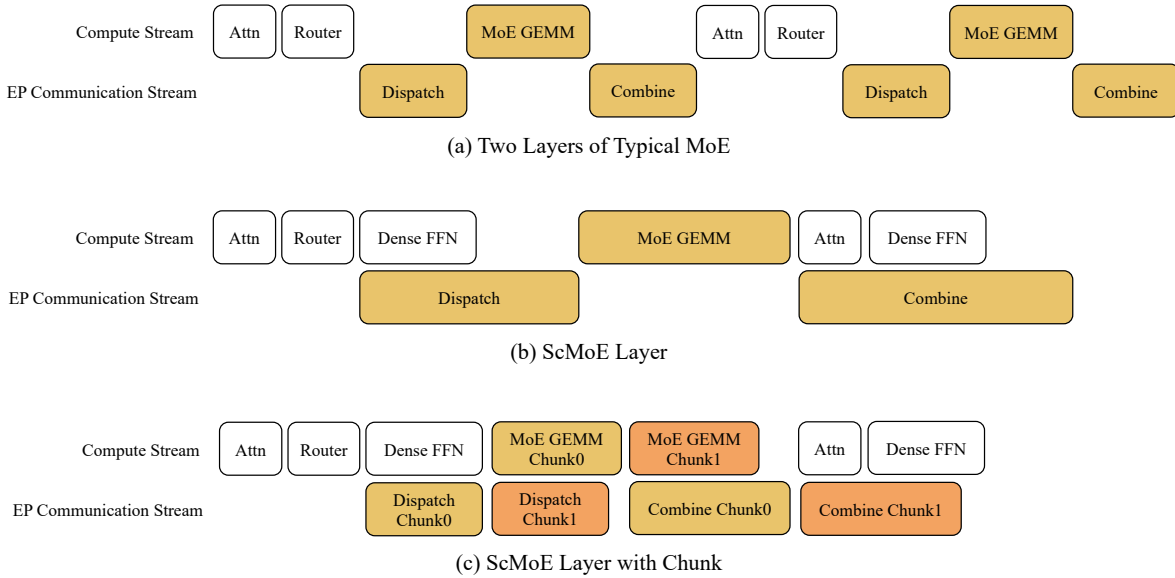 Compute Stream Attn Router MoE GEMM Attn Router MoE GEMM
EP Communication Stream Dispatch Combine Dispatch Combine
(a) Two Layers of Typical MoE
Compute Stream Attn Router Dense FFN MoE GEMM Attn Dense FFN
EP Communication Stream Dispatch Combine
(b) ScMoE Layer
Compute Stream Attn Router Dense FFN MoE GEMM Chunk0 MoE GEMM Chunk1 Attn Dense FFN
EP Communication Stream Dispatch Chunk0 Dispatch Chunk1 Combine Chunk0 Combine Chunk1
(c) ScMoE Layer with Chunk